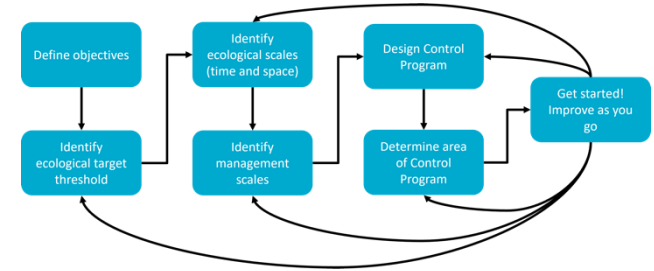 Define objectives
Identify
ecological target
threshold
Identify
ecological scales
(time and space)
Identify
management
scales
Design Control
Program
Determine area
of Control
Program
Get started!
Improve as you
go